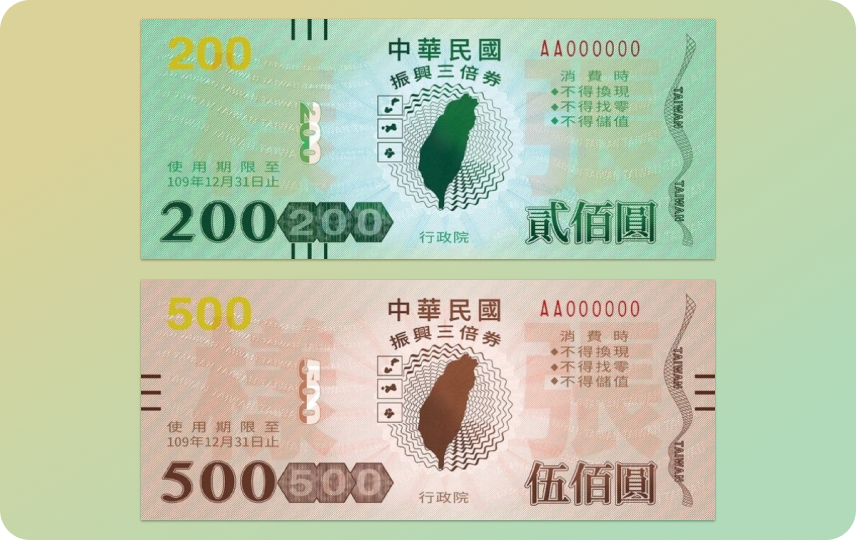 200
中華民國
振興三倍券
AA000000
消費時
◆不得換現
◆不得找零
◆不得儲值
200
TAIWAN
TAIWAN
使用期限至
109年12月31日止
200
200
行政院
貳佰圓
500
中華民國
振興三倍券
AA000000
消費時
◆不得換現
◆不得找零
◆不得儲值
500
TAIWAN
TAIWAN
使用期限至
109年12月31日止
500
500
行政院
伍佰圓
樣
張